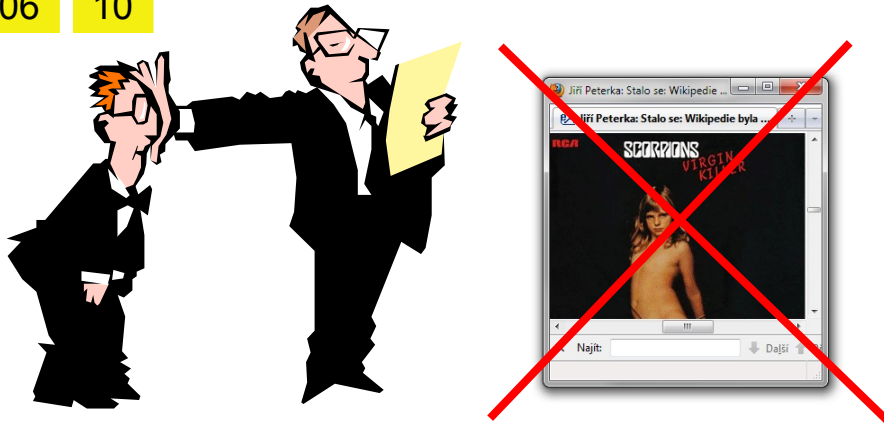 06 10
Jiří Peterka: Stalo se: Wikipedie ...
Jiří Peterka: Stalo se: Wikipedie byla ...
RCA
SCORPIONS
VIRGIN
KILLER
Najít:
Další